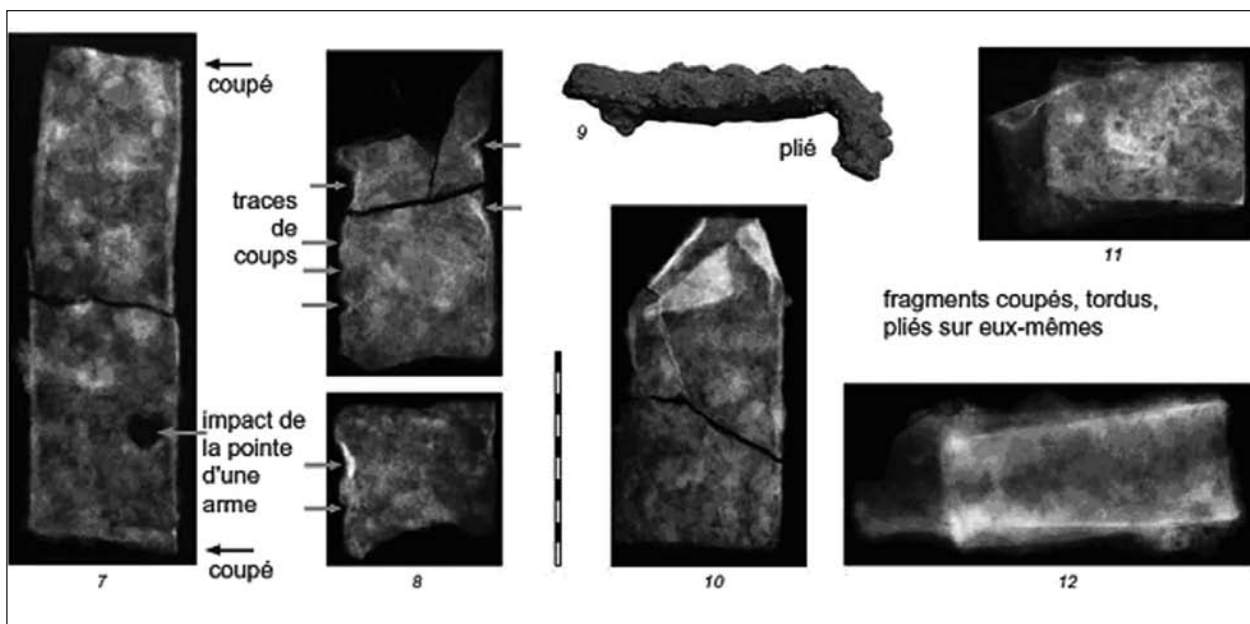 coupé
traces
de
coups
impact de
la pointe
d'une
arme
coupé
7
8
9
plié
10
11
fragments coupés, tordus,
pliés sur eux-mêmes
12